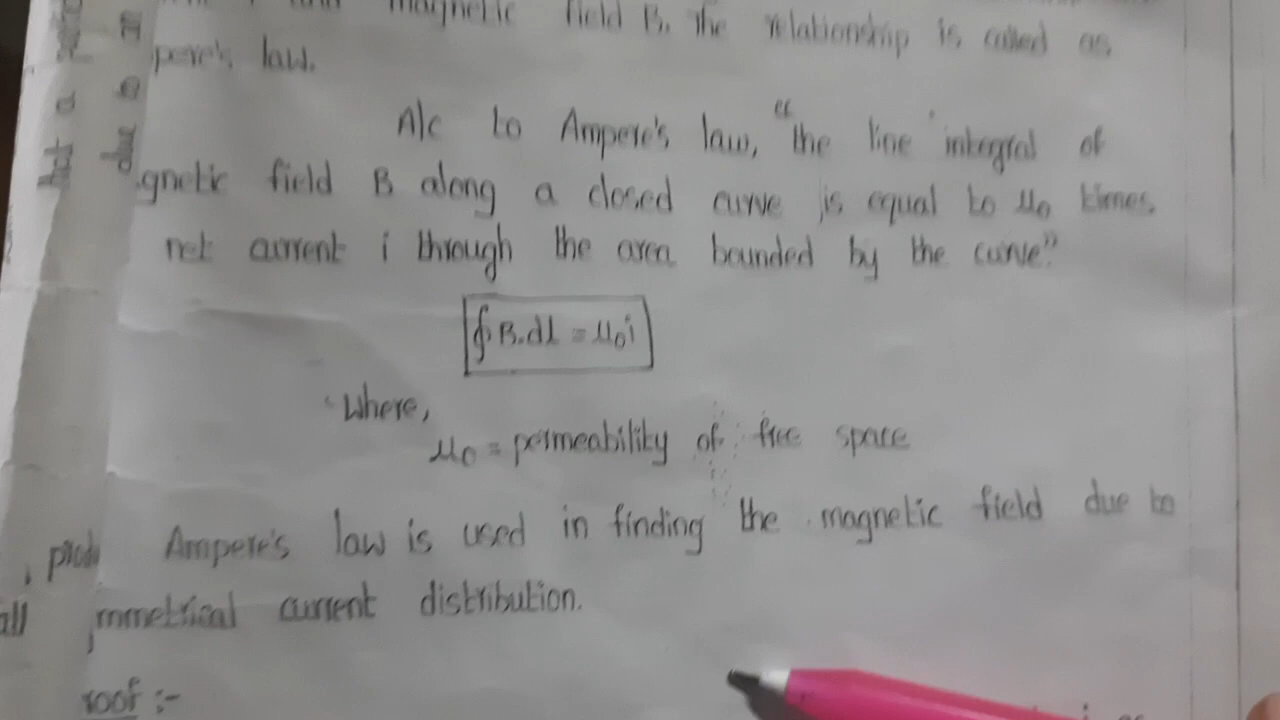 magnetic field B. The relationship is called as
pere's law.
A/c to Ampere's law, "the line integral of
gnetic field B along a closed curve is equal to μ₀ times
net current i through the area bounded by the curve"
∮B.dl = μ₀i
Where,
μ₀ = permeability of free space
Ampere's law is used in finding the magnetic field due to
mmetrical current distribution.
roof :-